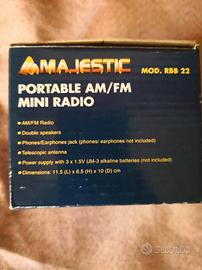 MAJESTIC
MOD. RBB 22
PORTABLE AM/FM
MINI RADIO
• AM/FM Radio
• Double speakers
• Phones/Earphones jack (phones/ earphones not included)
• Telescopic antenna
• Power supply with 3 x 1.5V UM-3 alkaline batteries (not included)
• Dimensions: 11.5 (L) x 6.5 (H) x 10 (D) cm
subito